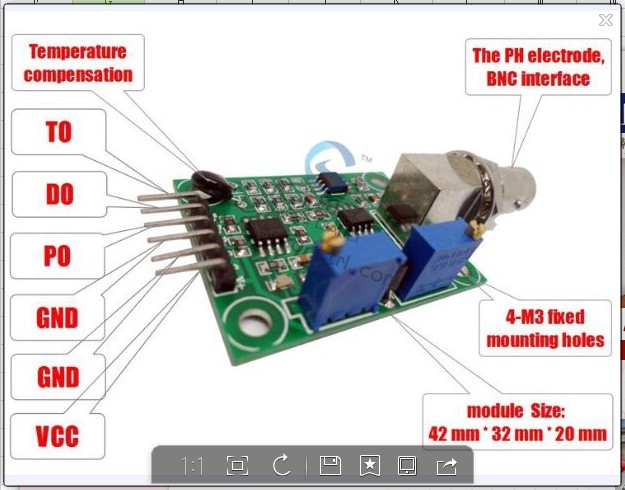 Temperature
compensation
TO
DO
PO
GND
GND
VCC
The PH electrode,
BNC interface
TM
4-M3 fixed
mounting holes
module Size:
42 mm * 32 mm * 20 mm
1:1